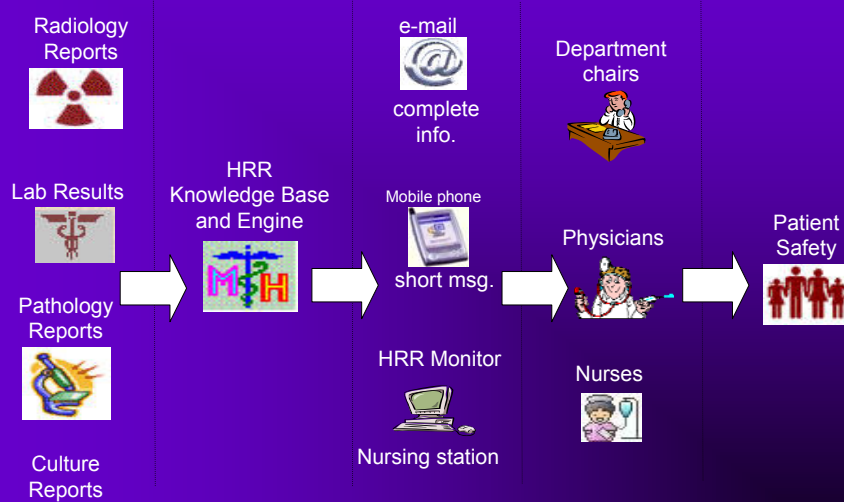 Radiology
Reports
Lab Results
Pathology
Reports
Culture
Reports
HRR
Knowledge Base
and Engine
M H
e-mail
@
complete
info.
Mobile phone
short msg.
HRR Monitor
Nursing station
Department
chairs
Physicians
Nurses
Patient
Safety